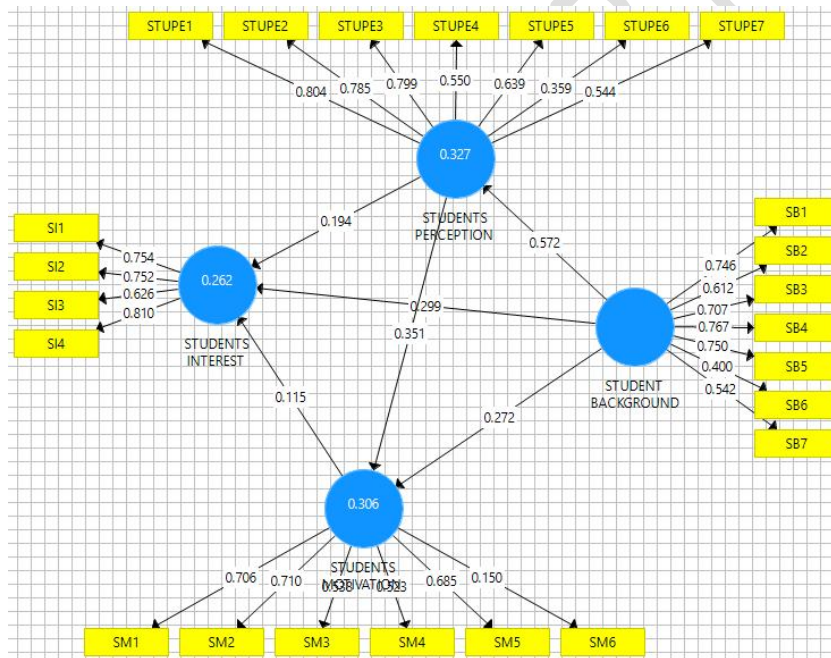 STUPE1 STUPE2 STUPE3 STUPE4 STUPE5 STUPE6 STUPE7
0.804 0.785 0.799 0.550 0.639 0.359 0.544
0.327
STUDENTS
PERCEPTION
0.194
0.572
SI1
SI2
SI3
SI4
0.754
0.752
0.626
0.810
0.262
STUDENTS
INTEREST
0.299
0.351
SB1
SB2
SB3
SB4
SB5
SB6
SB7
0.746
0.612
0.707
0.767
0.750
0.400
0.542
STUDENT
BACKGROUND
0.115
0.272
0.306
STUDENTS
MOTIVATION
0.706 0.710 0.523 0.685 0.150
SM1 SM2 SM3 SM4 SM5 SM6